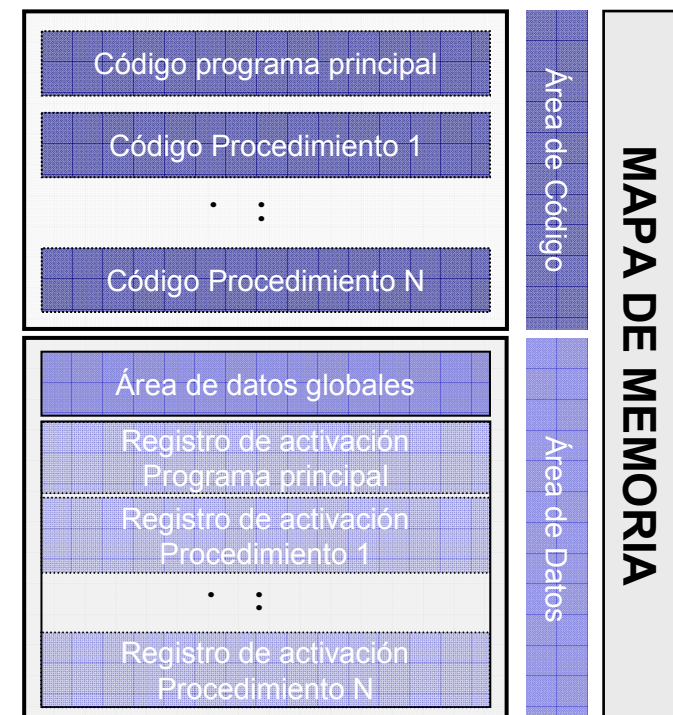 Código programa principal
Código Procedimiento 1
. :
Código Procedimiento N
Área de Código
Área de datos globales
Registro de activación
Programa principal
Registro de activación
Procedimiento 1
. :
Registro de activación
Procedimiento N
Área de Datos
MAPA DE MEMORIA